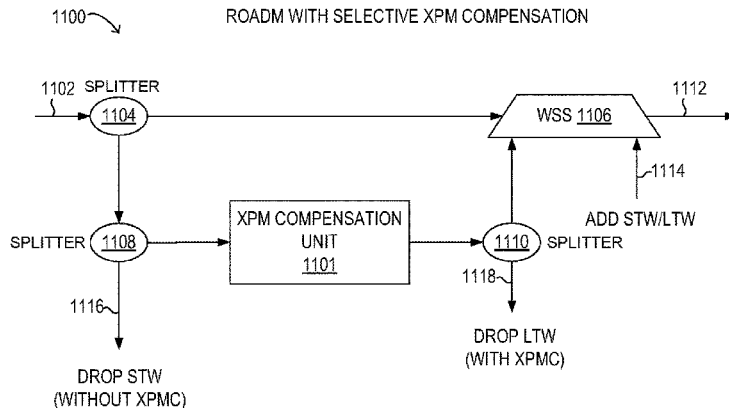 1100
ROADM WITH SELECTIVE XPM COMPENSATION
1102
SPLITTER
1104
WSS 1106
1112
1114
ADD STW/LTW
SPLITTER
1108
XPM COMPENSATION
UNIT
1101
1110
SPLITTER
1116
1118
DROP STW
(WITHOUT XPMC)
DROP LTW
(WITH XPMC)